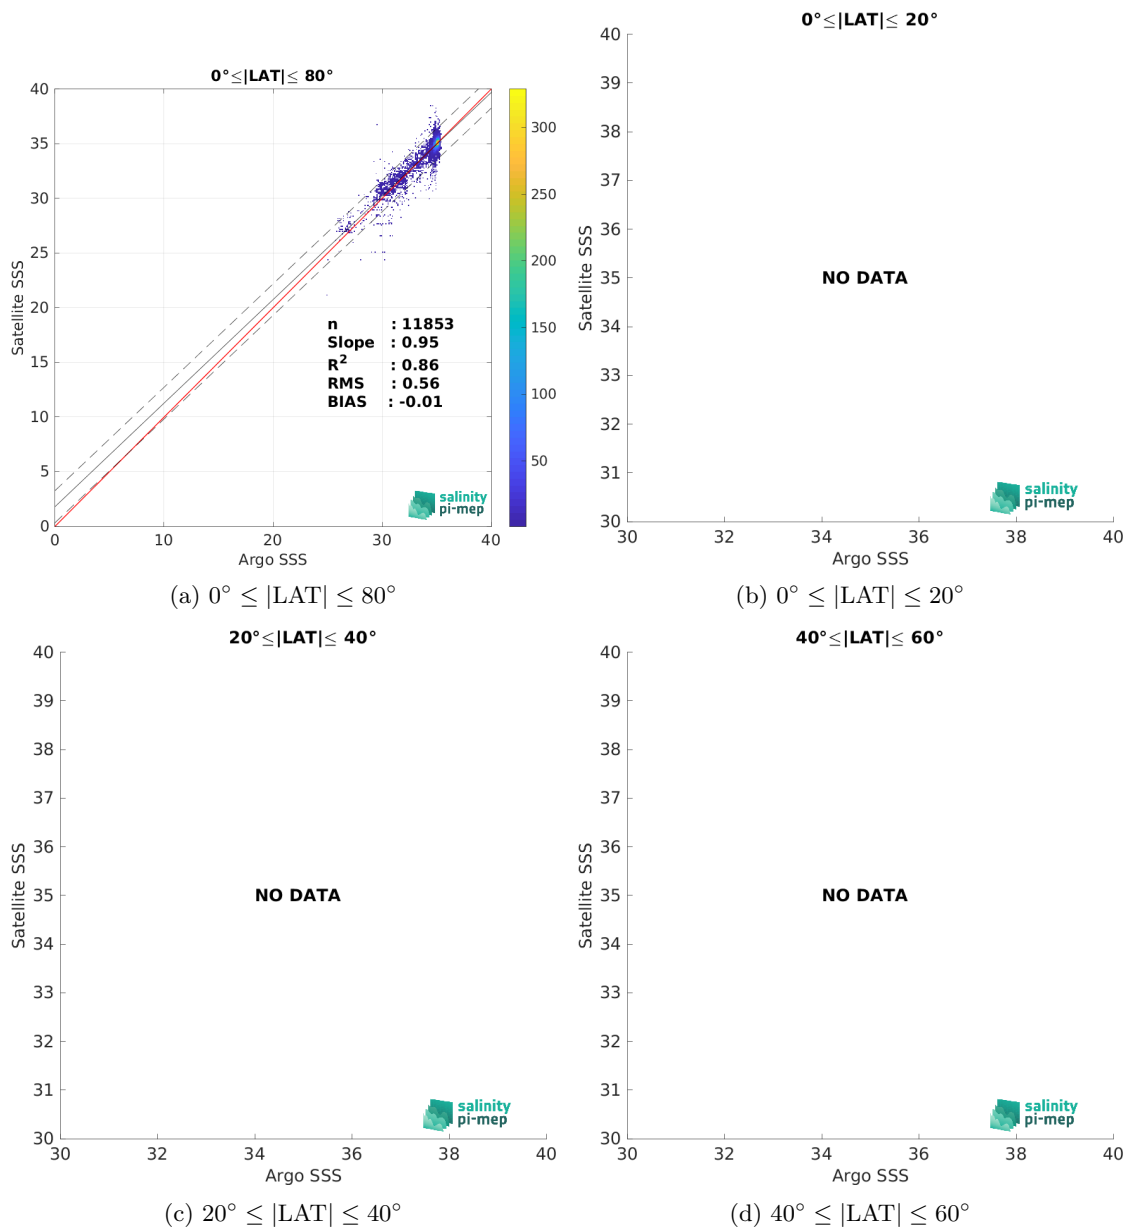 0°≤|LAT|≤ 80°
40
35
30
25
20
15
10
5
0
Satellite SSS
0
10
20
30
40
Argo SSS
300
250
200
150
100
50
n : 11853
Slope : 0.95
R² : 0.86
RMS : 0.56
BIAS : -0.01
salinity
pi-mep
(a) 0° ≤ |LAT| ≤ 80°
0°≤|LAT|≤ 20°
40
39
38
37
36
35
34
33
32
31
30
Satellite SSS
NO DATA
salinity
pi-mep
30
32
34
36
38
40
Argo SSS
(b) 0° ≤ |LAT| ≤ 20°
20°≤|LAT|≤ 40°
40
39
38
37
36
35
34
33
32
31
30
Satellite SSS
NO DATA
salinity
pi-mep
30
32
34
36
38
40
Argo SSS
(c) 20° ≤ |LAT| ≤ 40°
40°≤|LAT|≤ 60°
40
39
38
37
36
35
34
33
32
31
30
Satellite SSS
NO DATA
salinity
pi-mep
30
32
34
36
38
40
Argo SSS
(d) 40° ≤ |LAT| ≤ 60°